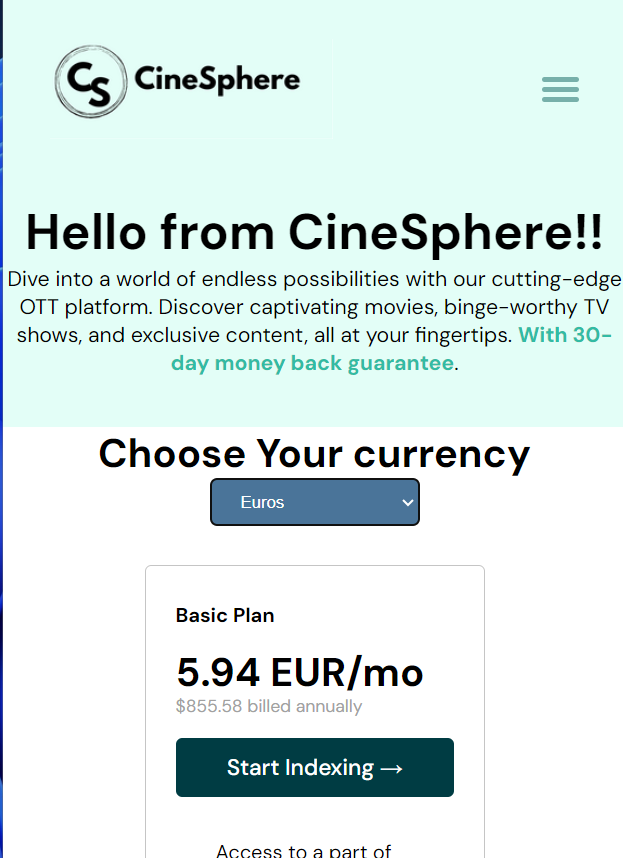 CS CineSphere
Hello from CineSphere!!
Dive into a world of endless possibilities with our cutting-edge
OTT platform. Discover captivating movies, binge-worthy TV
shows, and exclusive content, all at your fingertips. With 30-
day money back guarantee.
Choose Your currency
Euros
Basic Plan
5.94 EUR/mo
$855.58 billed annually
Start Indexing →
Access to a part of